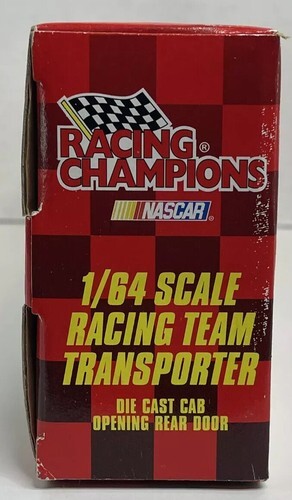 RACING®
CHAMPIONS
NASCAR®
1/64 SCALE
RACING TEAM
TRANSPORTER
DIE CAST CAB
OPENING REAR DOOR